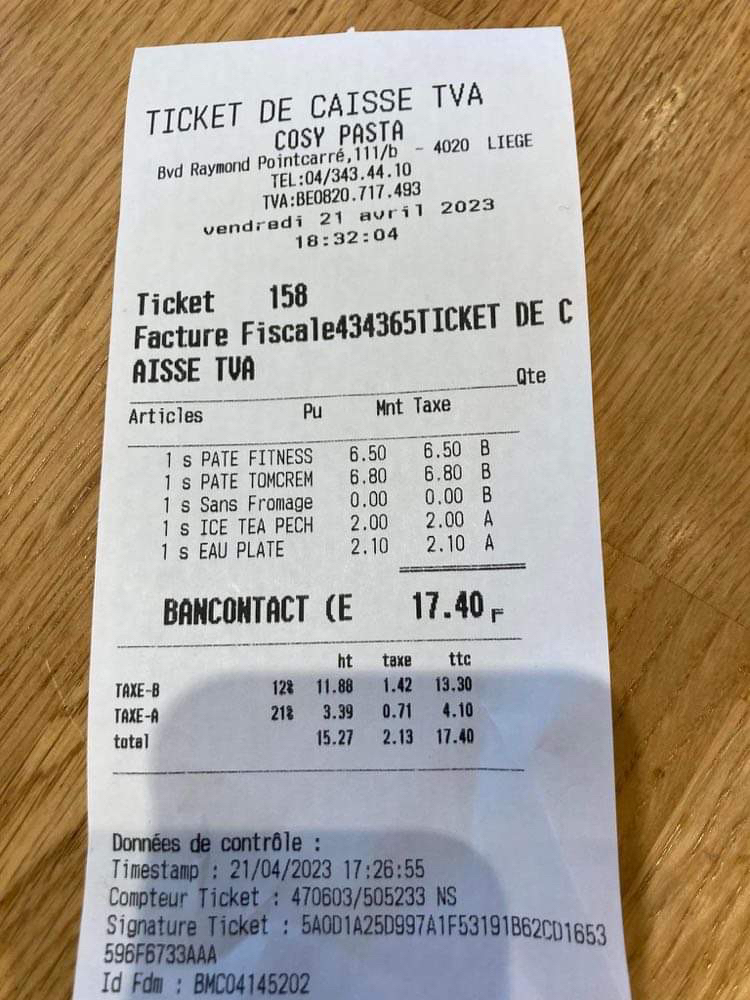 TICKET DE CAISSE TVA
COSY PASTA
Bvd Raymond Pointcarré,111/b - 4020 LIEGE
TEL:04/343.44.10
TVA:BE0820.717.493
vendredi 21 avril 2023
18:32:04
Ticket 158
Facture Fiscale434365TICKET DE C
AISSE TVA
Qte
Articles Pu Mnt Taxe
1 s PATE FITNESS 6.50 6.50 B
1 s PATE TOMCREM 6.80 6.80 B
1 s Sans Fromage 0.00 0.00 B
1 s ICE TEA PECH 2.00 2.00 A
1 s EAU PLATE 2.10 2.10 A
BANCONTACT (E 17.40 F
ht taxe ttc
TAXE-B 12% 11.88 1.42 13.30
TAXE-A 21% 3.39 0.71 4.10
total 15.27 2.13 17.40
Données de contrôle :
Timestamp : 21/04/2023 17:26:55
Compteur Ticket : 470603/505233 NS
Signature Ticket : 5A0D1A25D997A1F53191B62CD1653
596F6733AAA
Id Fdm : BMC04145202